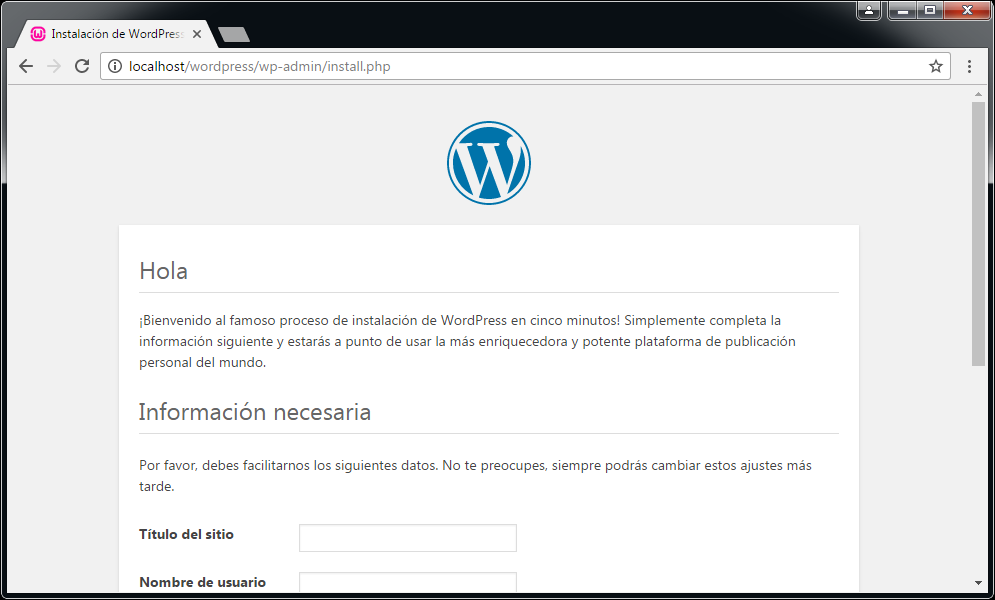 Instalación de WordPress
localhost/wordpress/wp-admin/install.php
Hola
¡Bienvenido al famoso proceso de instalación de WordPress en cinco minutos! Simplemente completa la
información siguiente y estarás a punto de usar la más enriquecedora y potente plataforma de publicación
personal del mundo.
Información necesaria
Por favor, debes facilitarnos los siguientes datos. No te preocupes, siempre podrás cambiar estos ajustes más
tarde.
Título del sitio
Nombre de usuario